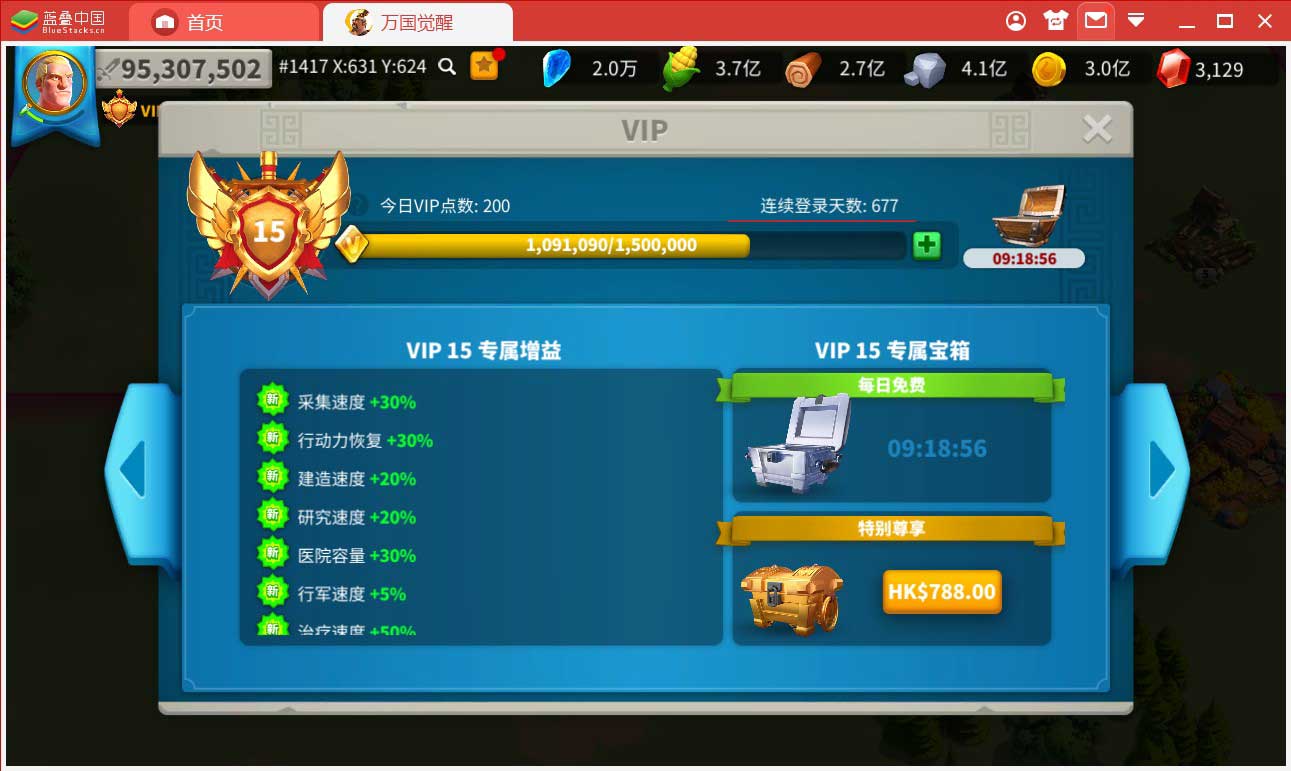 蓝叠中国
BlueStacks.cn
首页
万国觉醒
95,307,502
#1417 X:631 Y:624
2.0万
3.7亿
2.7亿
4.1亿
3.0亿
3,129
VIP
15
今日VIP点数: 200
连续登录天数: 677
1,091,090/1,500,000
09:18:56
VIP 15 专属增益
VIP 15 专属宝箱
新 采集速度 +30%
新 行动力恢复 +30%
新 建造速度 +20%
新 研究速度 +20%
新 医院容量 +30%
新 行军速度 +5%
新 治疗速度 +50%
每日免费
09:18:56
特别尊享
HK$788.00